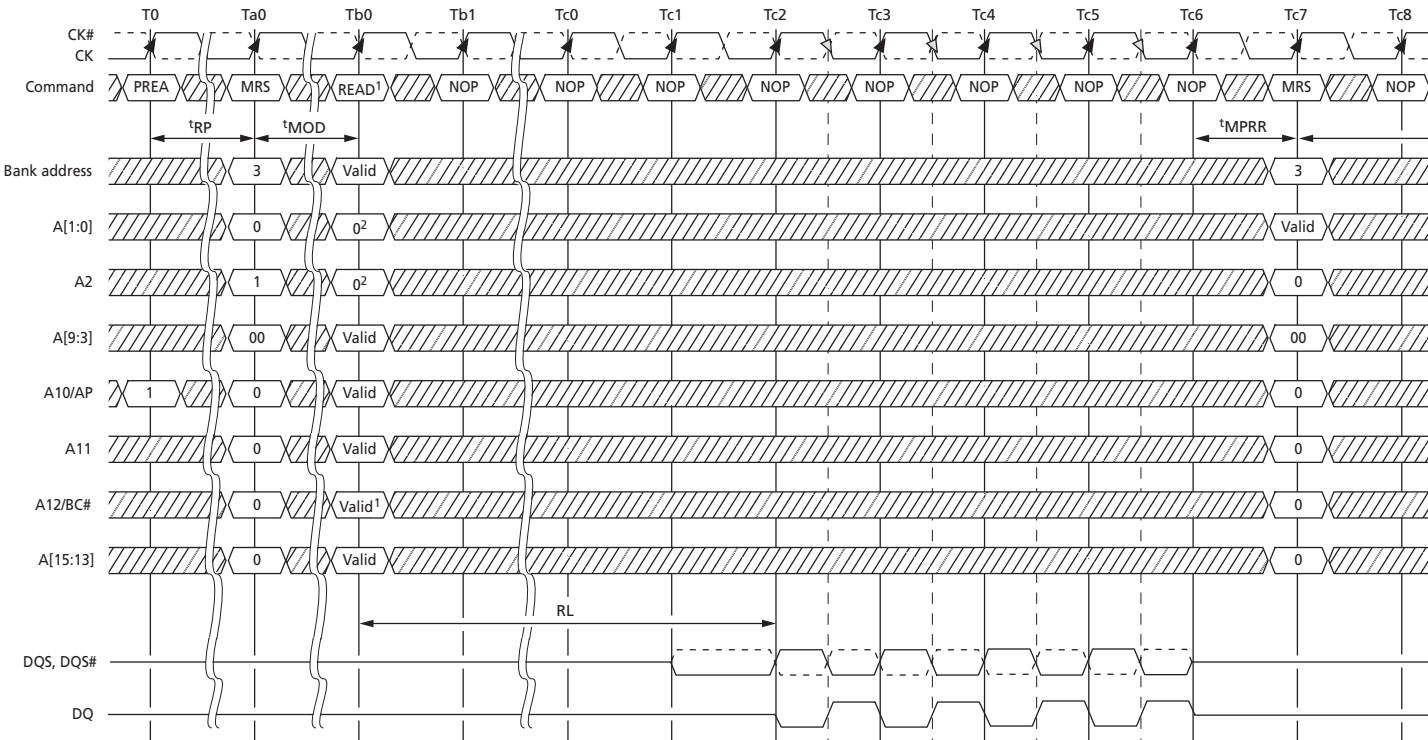 T0 Ta0 Tb0 Tb1 Tc0 Tc1 Tc2 Tc3 Tc4 Tc5 Tc6 Tc7 Tc8
CK#
CK
Command PREA MRS READ¹ NOP NOP NOP NOP NOP NOP NOP NOP MRS NOP
tRP tMOD tMPRR
Bank address 3 Valid 3
A[1:0] 0 0² Valid
A2 1 0² 0
A[9:3] 00 Valid 00
A10/AP 1 0 Valid 0
A11 0 Valid 0
A12/BC# 0 Valid¹ 0
A[15:13] 0 Valid 0
RL
DQS, DQS#
DQ